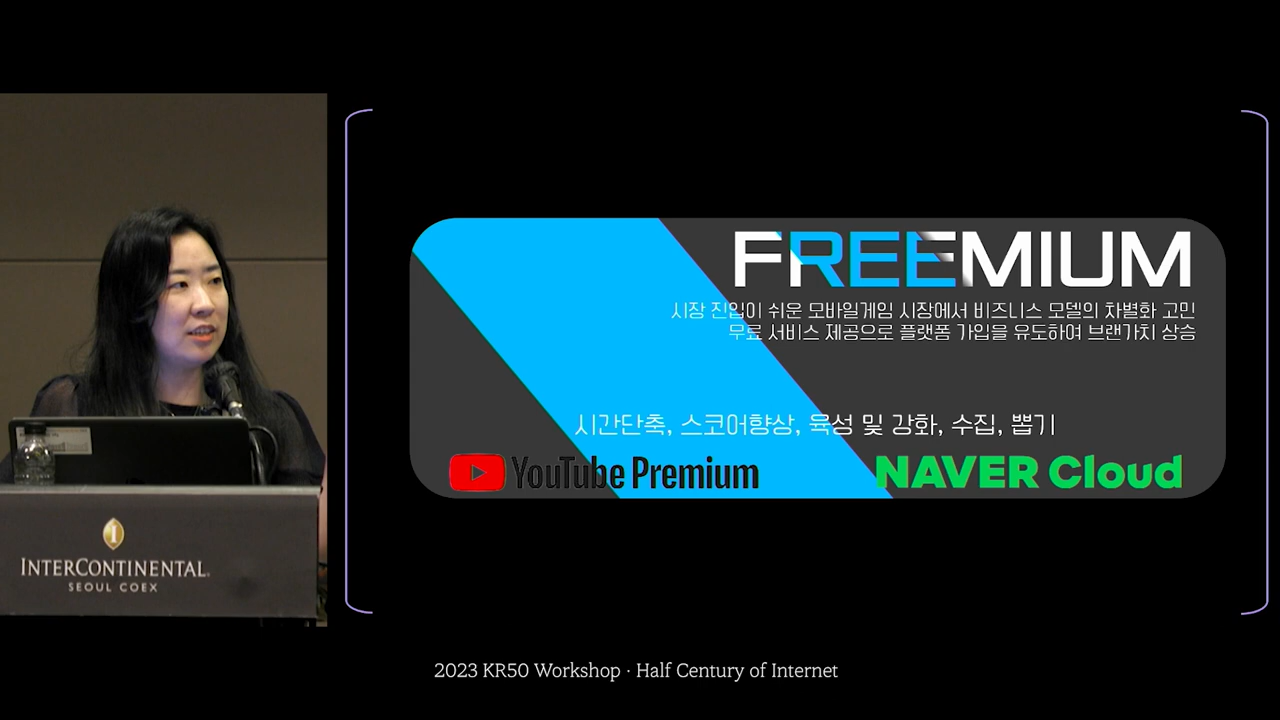 FREEMIUM
시장 진입이 쉬운 모바일게임 시장에서 비즈니스 모델의 차별화 고민
무료 서비스 제공으로 플랫폼 가입을 유도하여 브랜가치 상승
시간단축, 스코어향상, 육성 및 강화, 수집, 뽑기
YouTube Premium
NAVER Cloud
INTERCONTINENTAL
SEOUL COEX
2023 KR50 Workshop · Half Century of Internet